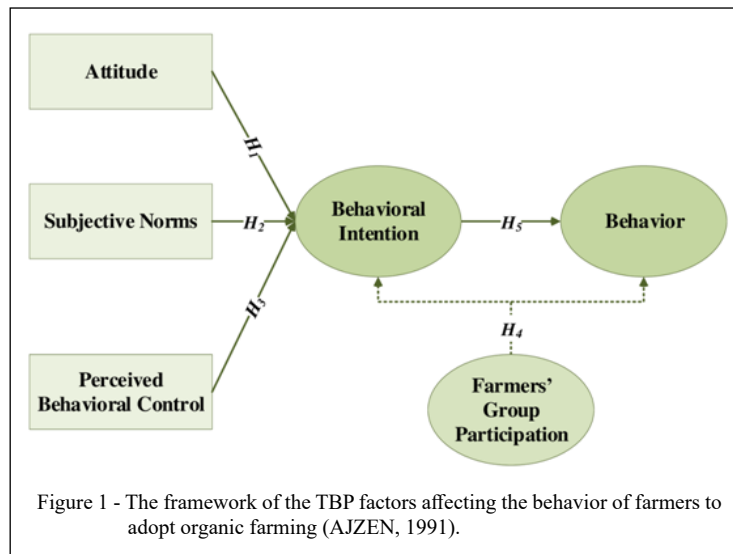 Attitude
H1
Subjective Norms
H2
Behavioral
Intention
H5
Behavior
H3
Perceived
Behavioral Control
H4
Farmers'
Group
Participation
Figure 1 - The framework of the TBP factors affecting the behavior of farmers to
adopt organic farming (AJZEN, 1991).